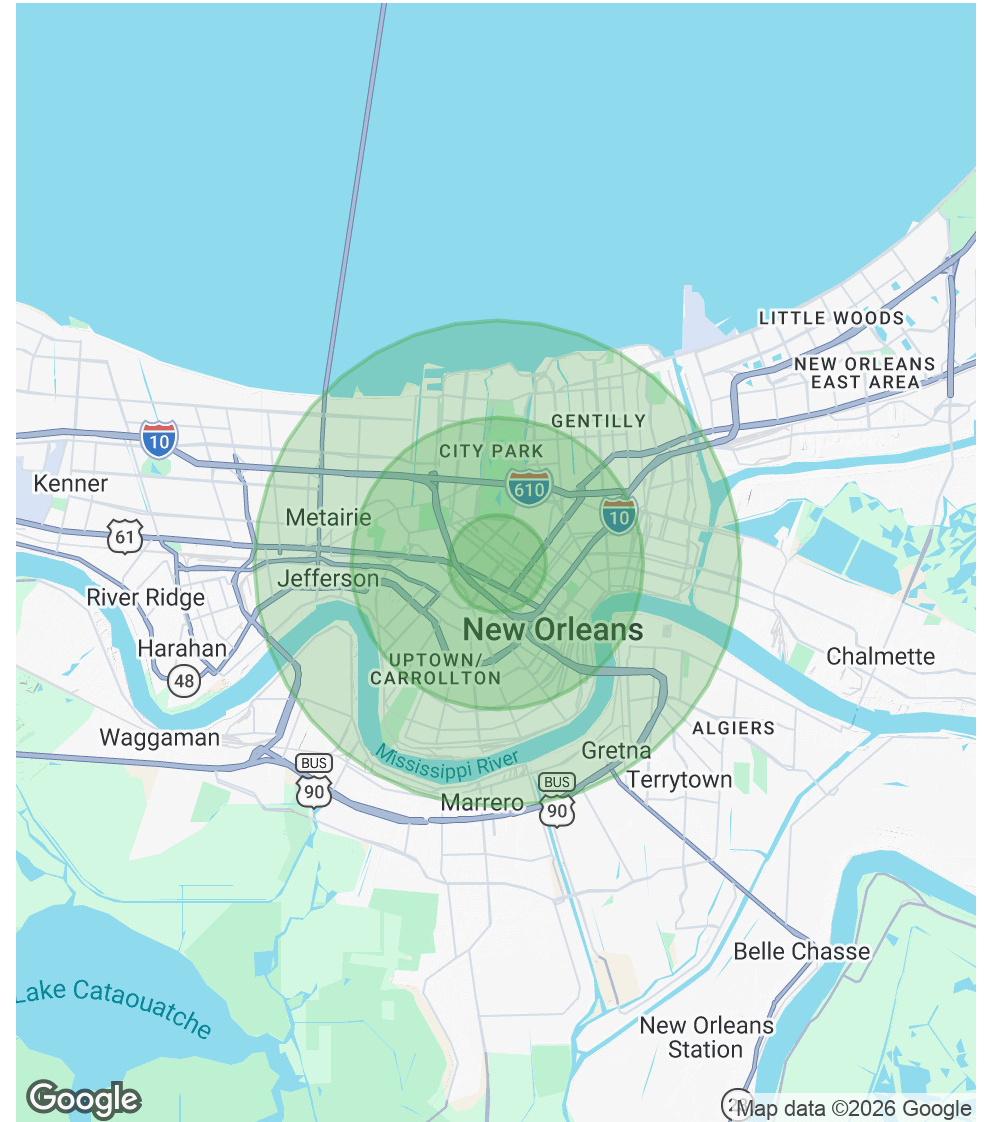 LITTLE WOODS
NEW ORLEANS
EAST AREA
GENTILLY
10
CITY PARK
Kenner
610
Metairie
10
61
Jefferson
River Ridge
New Orleans
Harahan
Chalmette
UPTOWN/
CARROLLTON
48
ALGIERS
Waggaman
Gretna
Mississippi River
BUS
90
Terrytown
BUS
90
Marrero
Belle Chasse
Lake Cataouatche
New Orleans
Station
Google
Map data ©2026 Google